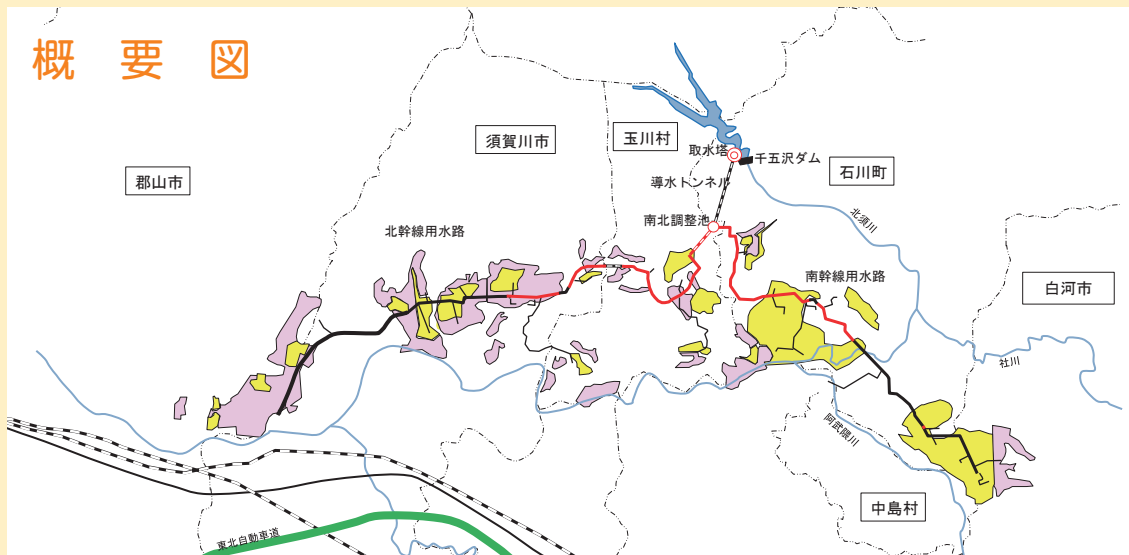 概要図
郡山市
須賀川市
玉川村
取水塔
千五沢ダム
石川町
導水トンネル
南北調整池
北須川
北幹線用水路
南幹線用水路
白河市
社川
阿武隈川
中島村
東北自動車道